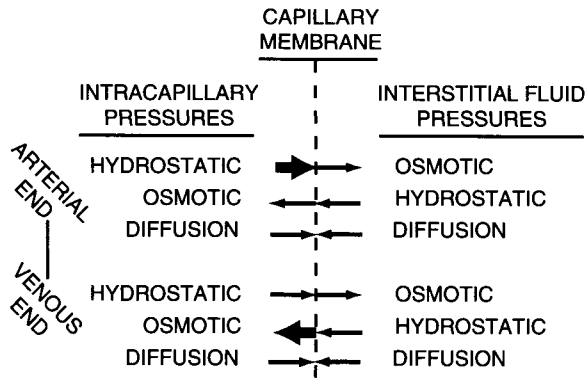 CAPILLARY
MEMBRANE
INTRACAPILLARY
PRESSURES
INTERSTITIAL FLUID
PRESSURES
ARTERIAL
END
HYDROSTATIC OSMOTIC
OSMOTIC HYDROSTATIC
DIFFUSION DIFFUSION
VENOUS
END
HYDROSTATIC OSMOTIC
OSMOTIC HYDROSTATIC
DIFFUSION DIFFUSION